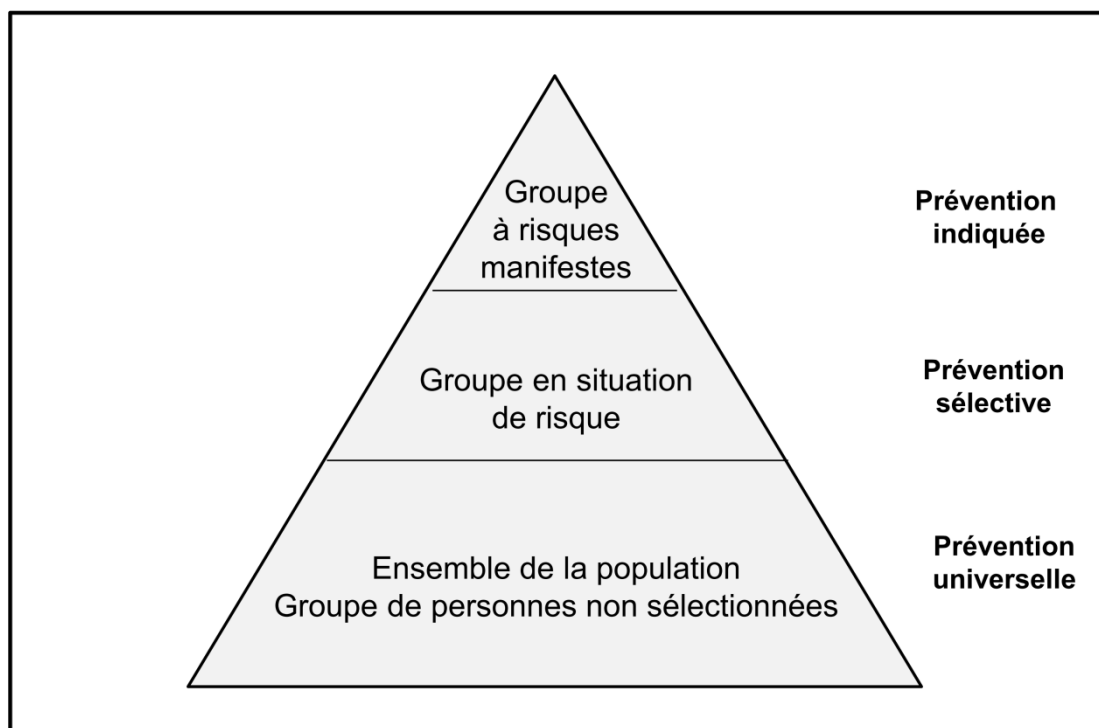 Groupe
à risques
manifestes
Prévention
indiquée
Groupe en situation
de risque
Prévention
sélective
Ensemble de la population
Groupe de personnes non sélectionnées
Prévention
universelle